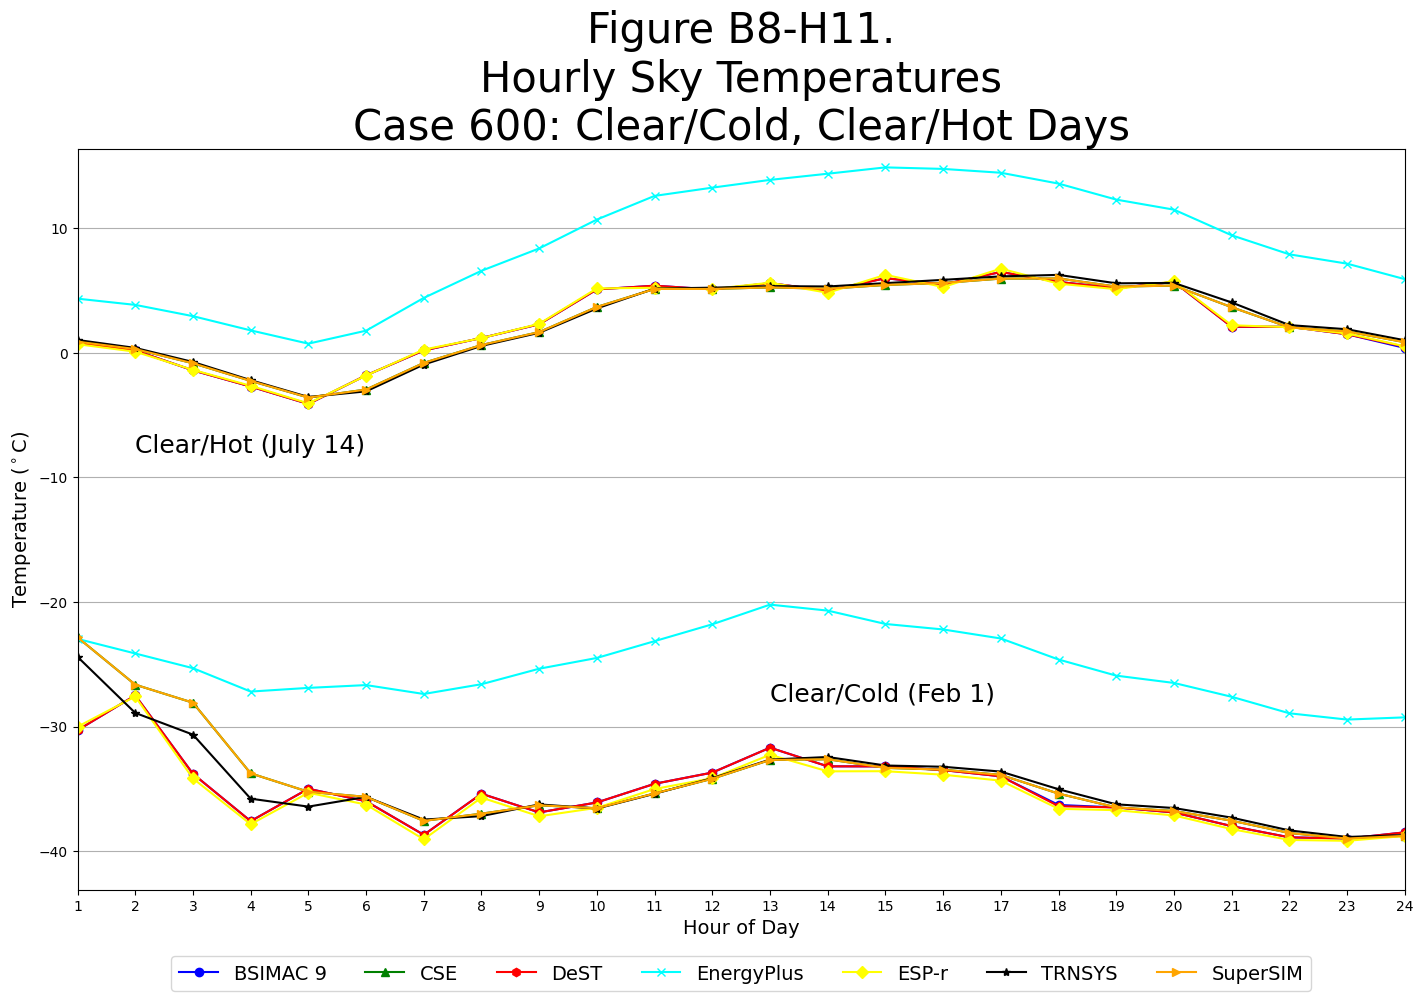 Figure B8-H11.
Hourly Sky Temperatures
Case 600: Clear/Cold, Clear/Hot Days
Temperature (°C)
10
0
−10
−20
−30
−40
Clear/Hot (July 14)
Clear/Cold (Feb 1)
1 2 3 4 5 6 7 8 9 10 11 12 13 14 15 16 17 18 19 20 21 22 23 24
Hour of Day
BSIMAC 9 CSE DeST EnergyPlus ESP-r TRNSYS SuperSIM